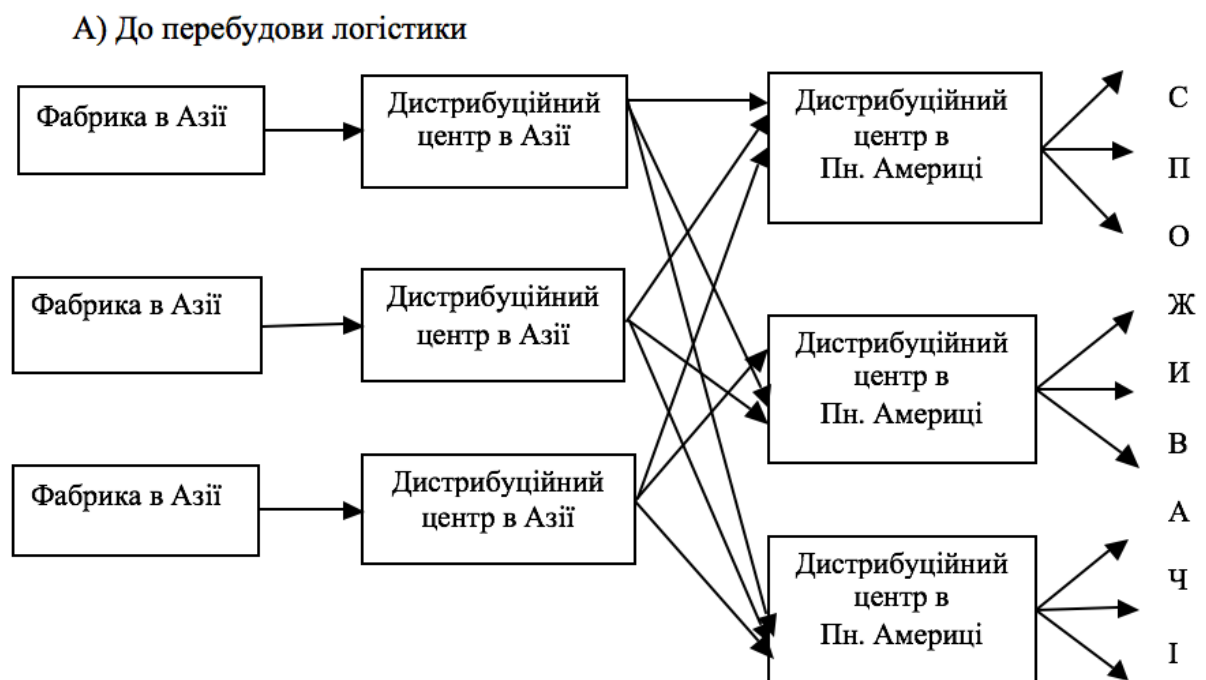 А) До перебудови логістики
Фабрика в Азії
Дистрибуційний
центр в Азії
Дистрибуційний
центр в
Пн. Америці
Фабрика в Азії
Дистрибуційний
центр в Азії
Дистрибуційний
центр в
Пн. Америці
Фабрика в Азії
Дистрибуційний
центр в Азії
Дистрибуційний
центр в
Пн. Америці
С
П
О
Ж
И
В
А
Ч
І